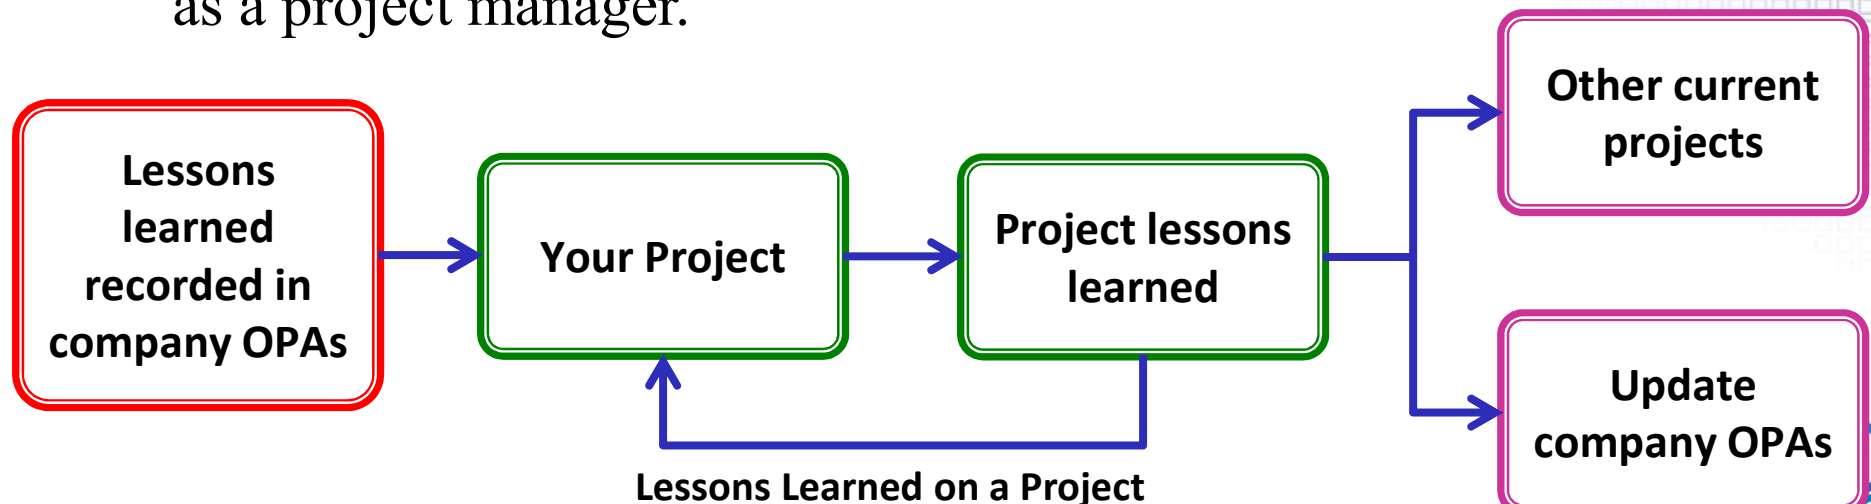 as a project manager.
Lessons
learned
recorded in
company OPAs
Your Project
Project lessons
learned
Other current
projects
Update
company OPAs
Lessons Learned on a Project